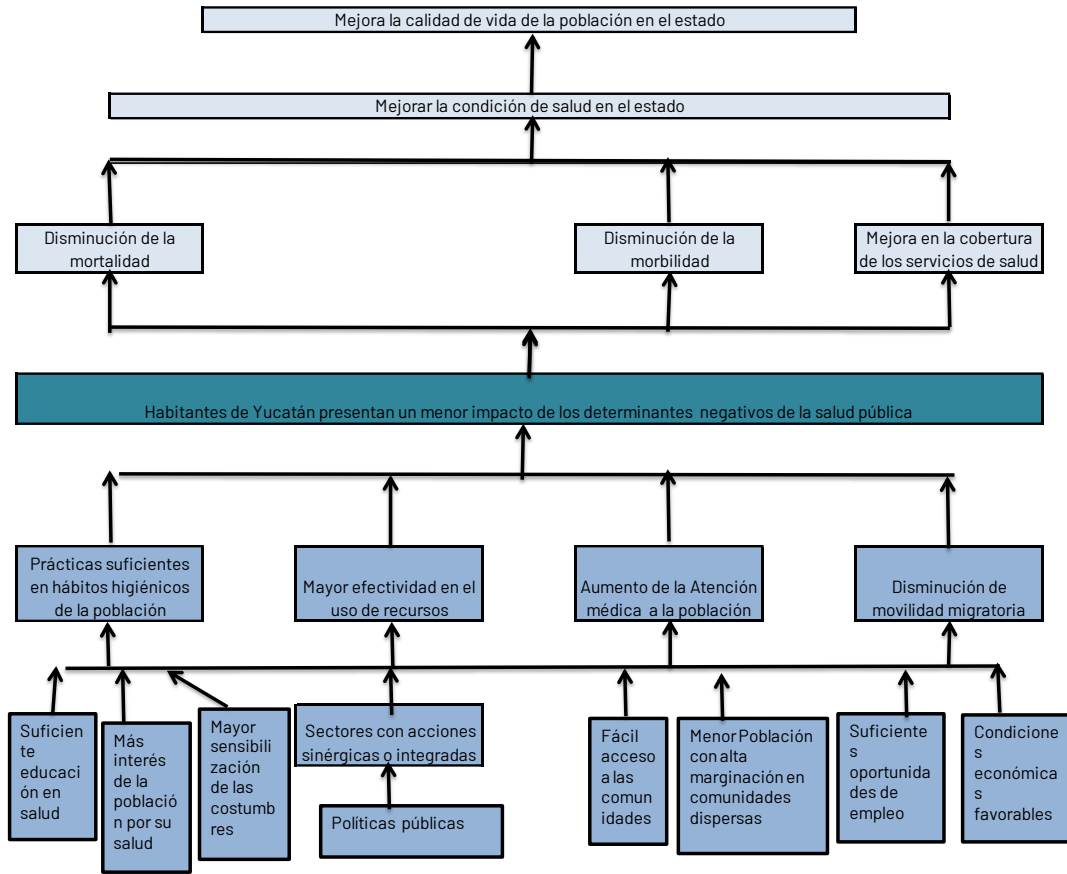 Mejora la calidad de vida de la población en el estado
Mejorar la condición de salud en el estado
Disminución de la
mortalidad
Disminución de la
morbilidad
Mejora en la cobertura
de los servicios de salud
Habitantes de Yucatán presentan un menor impacto de los determinantes negativos de la salud pública
Prácticas suficientes
en hábitos higiénicos
de la población
Mayor efectividad en el
uso de recursos
Aumento de la Atención
médica a la población
Disminución de
movilidad migratoria
Suficien
te
educaci
ón en
salud
Más
interés
de la
població
n por su
salud
Mayor
sensibili
zación
de las
costumb
res
Sectores con acciones
sinérgicas o integradas
Políticas públicas
Fácil
acceso
a las
comun
idades
Menor Población
con alta
marginación en
comunidades
dispersas
Suficiente
s
oportunida
des de
empleo
Condicione
s
económica
s
favorables